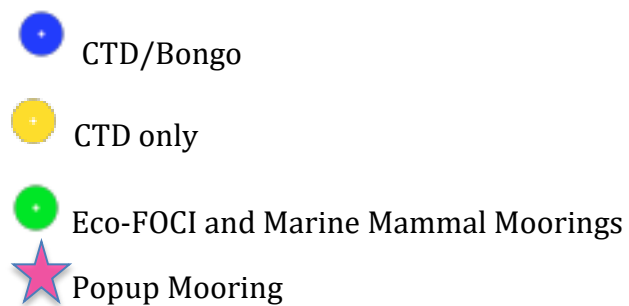 CTD/Bongo
CTD only
Eco-FOCI and Marine Mammal Moorings
Popup Mooring